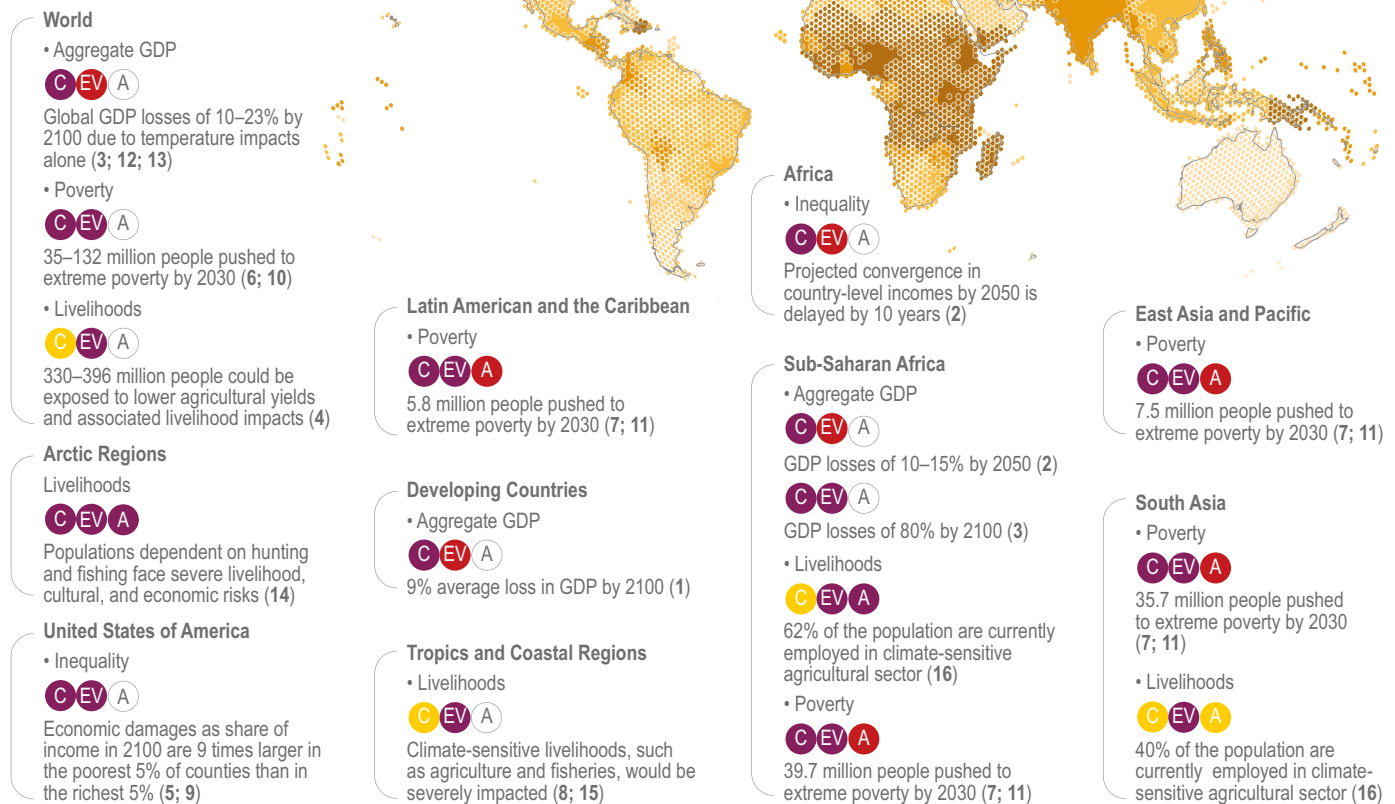 World
• Aggregate GDP
C EV A
Global GDP losses of 10–23% by
2100 due to temperature impacts
alone (3; 12; 13)
• Poverty
C EV A
35–132 million people pushed to
extreme poverty by 2030 (6; 10)
• Livelihoods
C EV A
330–396 million people could be
exposed to lower agricultural yields
and associated livelihood impacts (4)
Arctic Regions
Livelihoods
C EV A
Populations dependent on hunting
and fishing face severe livelihood,
cultural, and economic risks (14)
United States of America
• Inequality
C EV A
Economic damages as share of
income in 2100 are 9 times larger in
the poorest 5% of counties than in
the richest 5% (5; 9)
Latin American and the Caribbean
• Poverty
C EV A
5.8 million people pushed to
extreme poverty by 2030 (7; 11)
Developing Countries
• Aggregate GDP
C EV A
9% average loss in GDP by 2100 (1)
Tropics and Coastal Regions
• Livelihoods
C EV A
Climate-sensitive livelihoods, such
as agriculture and fisheries, would be
severely impacted (8; 15)
Africa
• Inequality
C EV A
Projected convergence in
country-level incomes by 2050 is
delayed by 10 years (2)
Sub-Saharan Africa
• Aggregate GDP
C EV A
GDP losses of 10–15% by 2050 (2)
C EV A
GDP losses of 80% by 2100 (3)
• Livelihoods
C EV A
62% of the population are currently
employed in climate-sensitive
agricultural sector (16)
• Poverty
C EV A
39.7 million people pushed to
extreme poverty by 2030 (7; 11)
East Asia and Pacific
• Poverty
C EV A
7.5 million people pushed to
extreme poverty by 2030 (7; 11)
South Asia
• Poverty
C EV A
35.7 million people pushed
to extreme poverty by 2030
(7; 11)
• Livelihoods
C EV A
40% of the population are
currently employed in climate-
sensitive agricultural sector (16)